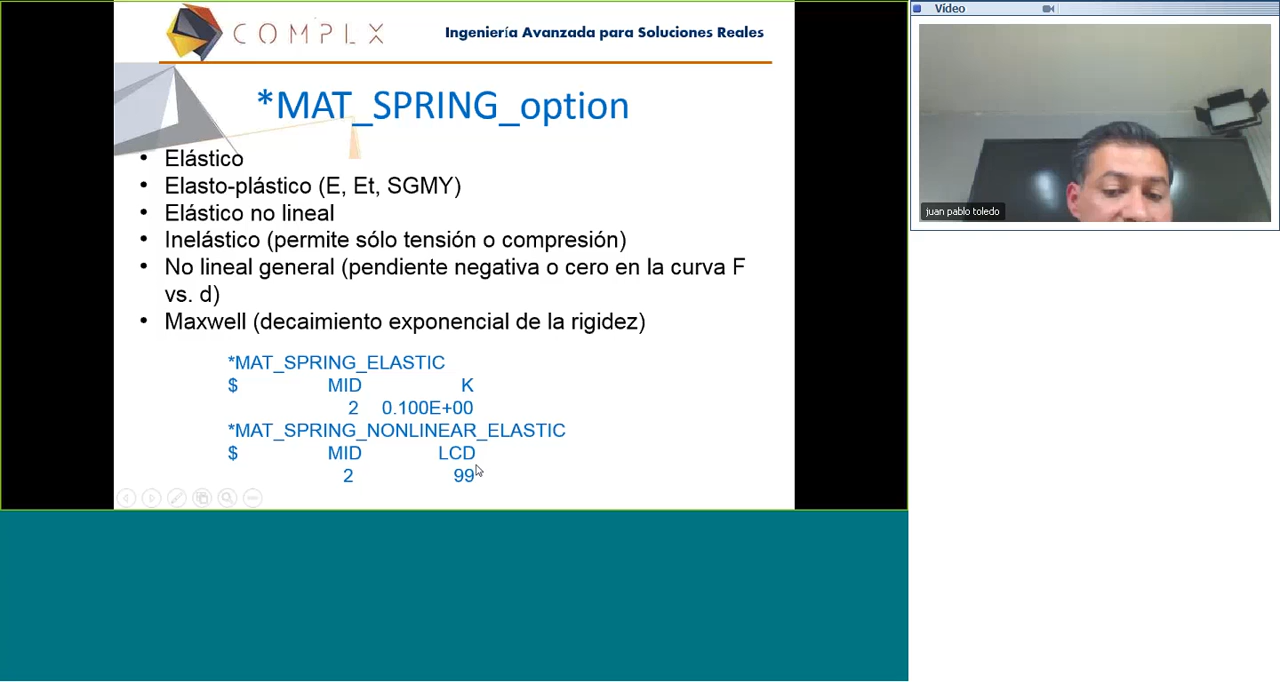 COMPLX
Ingeniería Avanzada para Soluciones Reales
*MAT_SPRING_option
• Elástico
• Elasto-plástico (E, Et, SGMY)
• Elástico no lineal
• Inelástico (permite sólo tensión o compresión)
• No lineal general (pendiente negativa o cero en la curva F
vs. d)
• Maxwell (decaimiento exponencial de la rigidez)
*MAT_SPRING_ELASTIC
$ MID K
2 0.100E+00
*MAT_SPRING_NONLINEAR_ELASTIC
$ MID LCD
2 99
Vídeo
juan pablo toledo